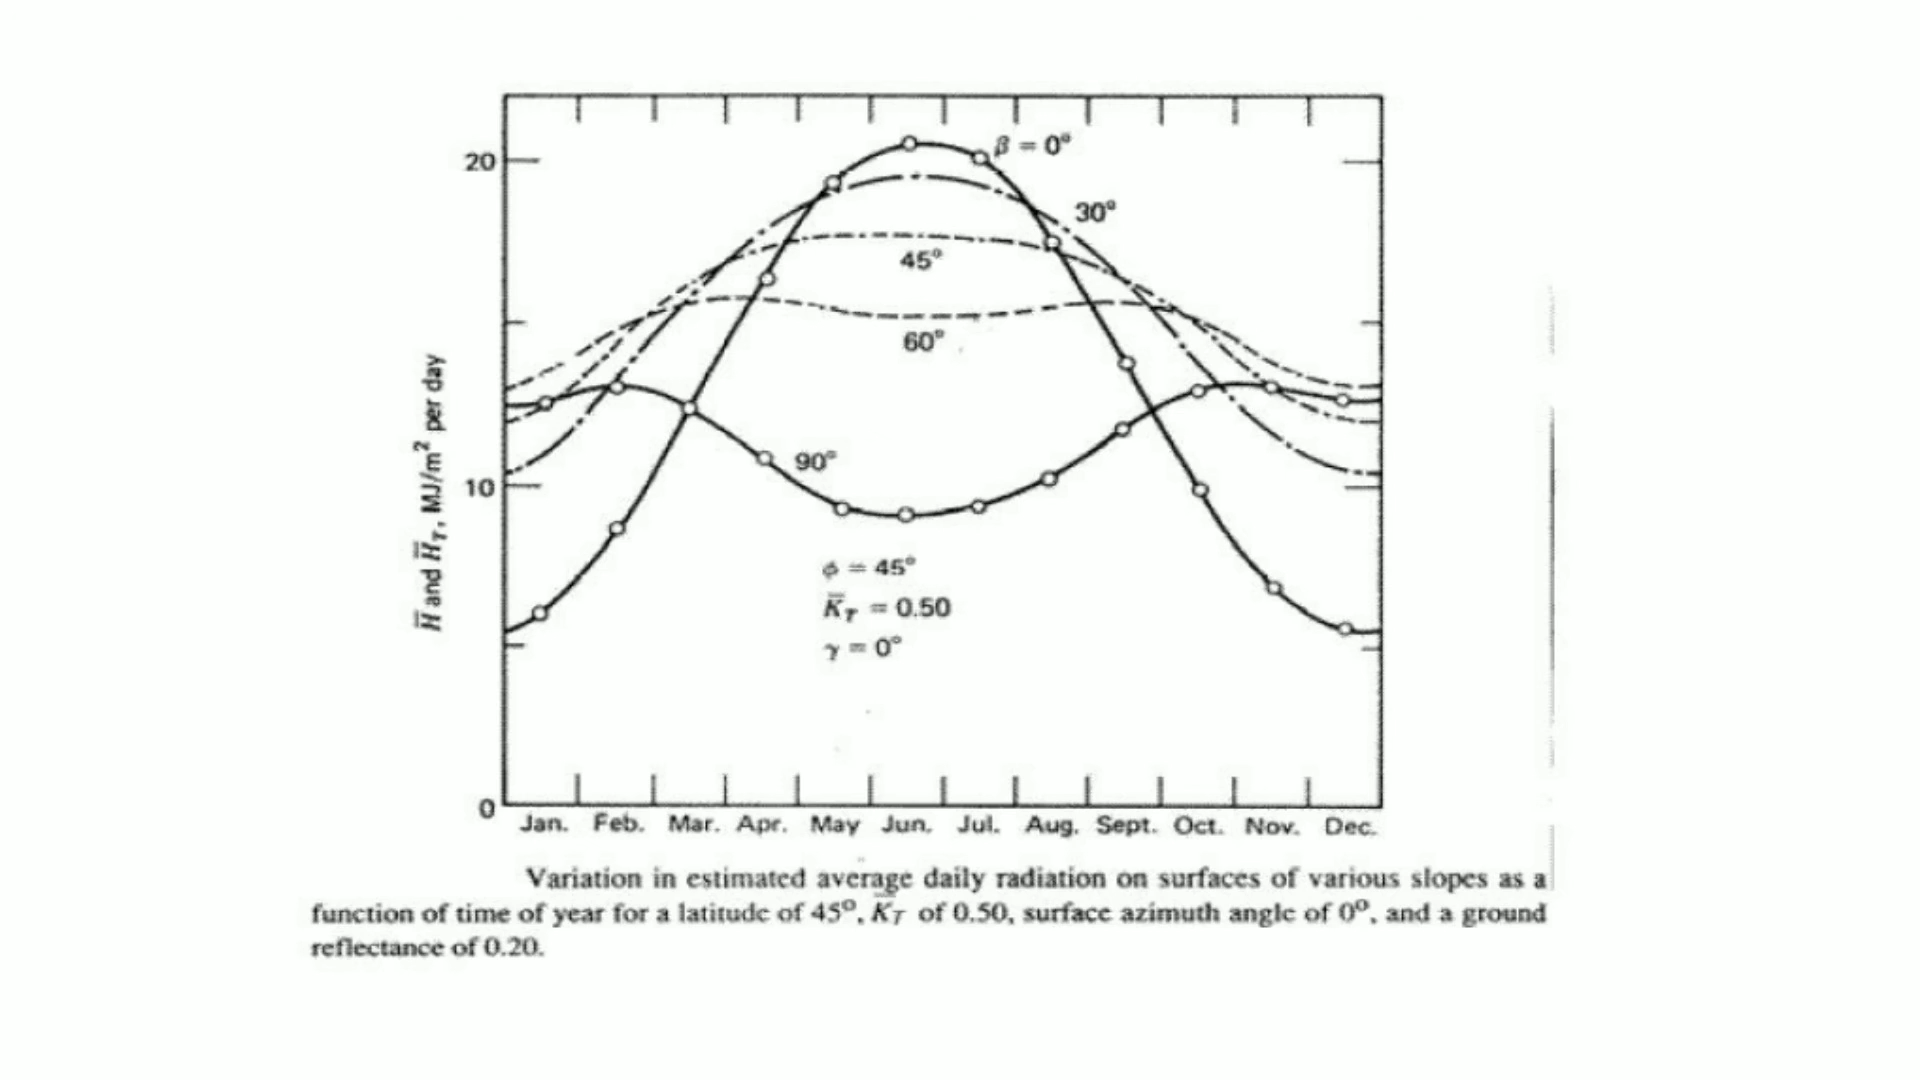 β = 0°
20
30°
45°
60°
H̅ and H̅T, MJ/m² per day
90°
10
ϕ = 45°
K̅T = 0.50
γ = 0°
0
Jan. Feb. Mar. Apr. May Jun. Jul. Aug. Sept. Oct. Nov. Dec.
Variation in estimated average daily radiation on surfaces of various slopes as a
function of time of year for a latitude of 45°, K̅T of 0.50, surface azimuth angle of 0°, and a ground
reflectance of 0.20.